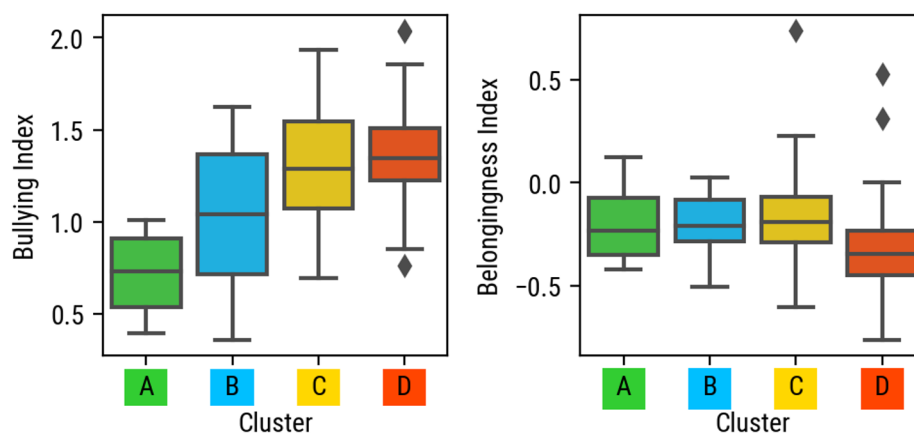 Bullying Index
2.0
1.5
1.0
0.5
A B C D
Cluster
Belongingness Index
0.5
0.0
−0.5
A B C D
Cluster